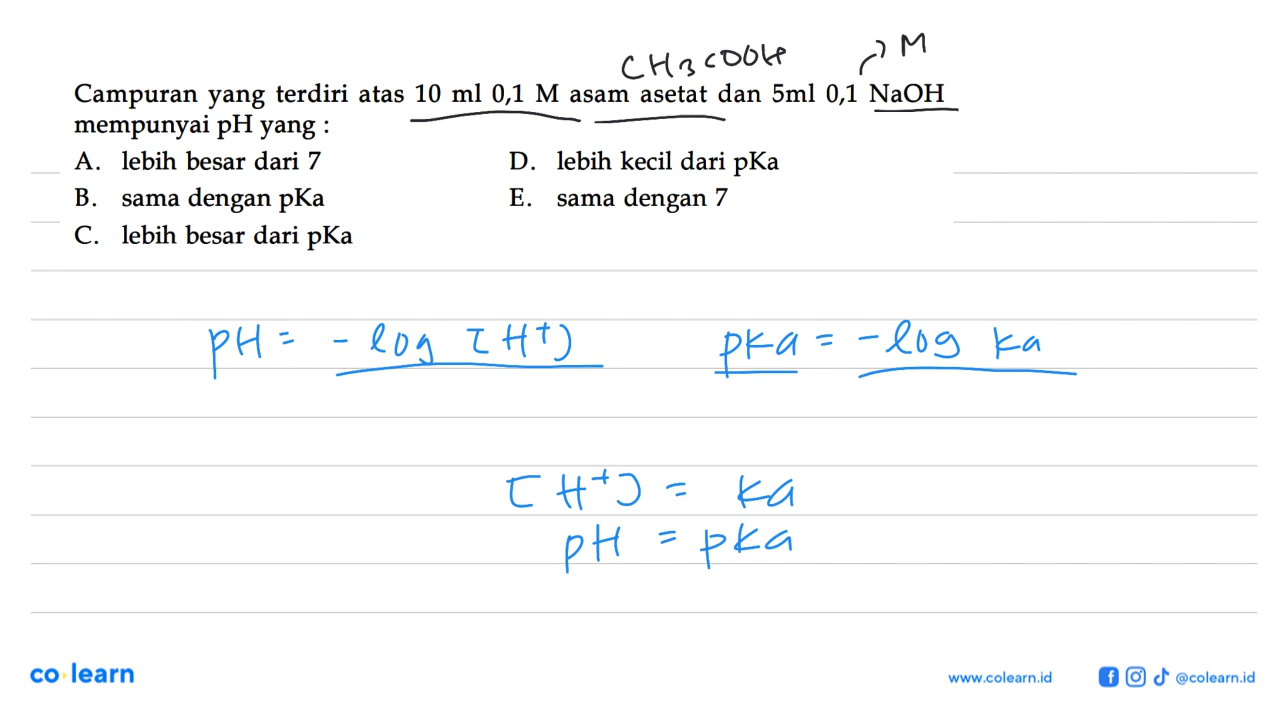 CH3COOH
M
Campuran yang terdiri atas 10 ml 0,1 M asam asetat dan 5ml 0,1 NaOH
mempunyai pH yang :
A. lebih besar dari 7
B. sama dengan pKa
C. lebih besar dari pKa
D. lebih kecil dari pKa
E. sama dengan 7
pH = - log [H+]
pKa = - log Ka
[H+] = Ka
pH = pKa
co learn
www.colearn.id
@colearn.id